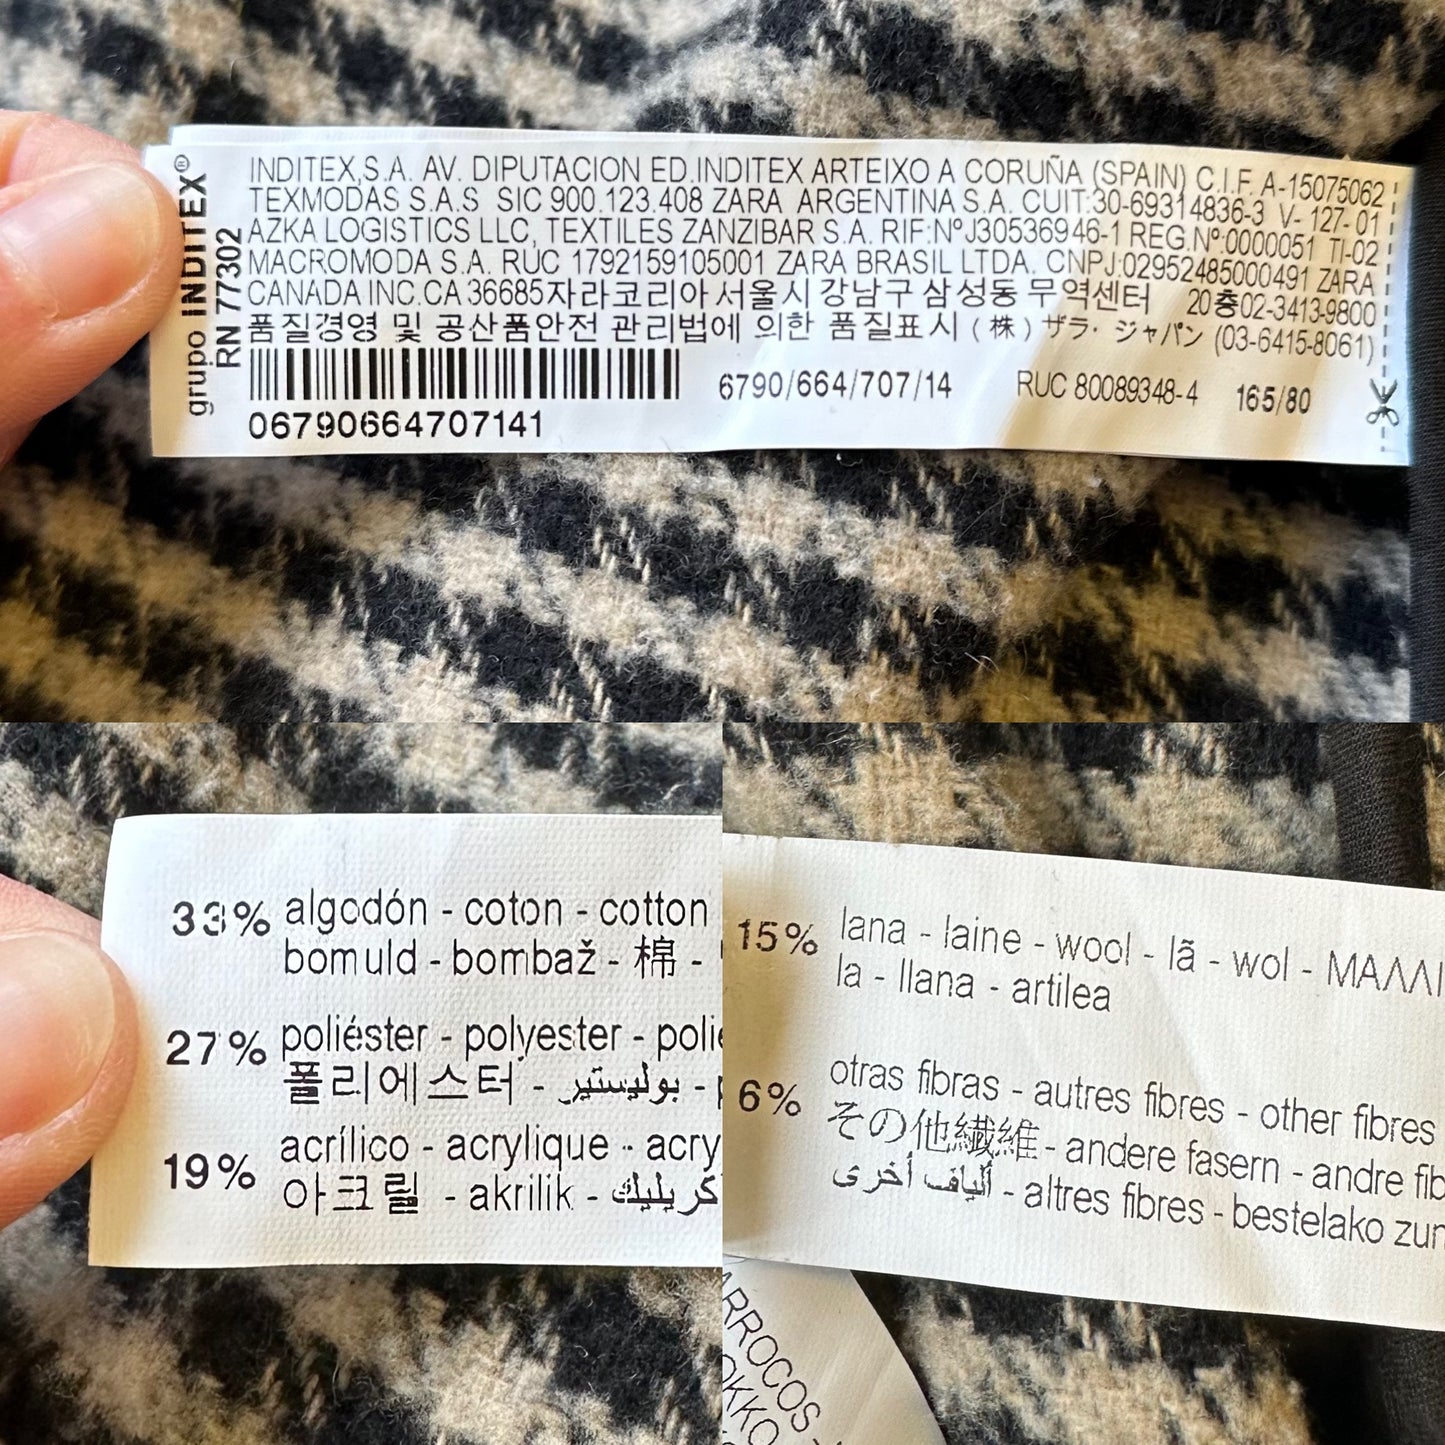 grupo INDITEX®
RN 77302
INDITEX,S.A. AV. DIPUTACION ED.INDITEX ARTEIXO A CORUÑA (SPAIN) C.I.F. A-15075062
TEXMODAS S.A.S SIC 900.123.408 ZARA ARGENTINA S.A. CUIT:30-69314836-3 V-127-01
AZKA LOGISTICS LLC, TEXTILES ZANZIBAR S.A. RIF:NºJ30536946-1 REG.Nº:0000051 TI-02
MACROMODA S.A. RUC 1792159105001 ZARA BRASIL LTDA. CNPJ:02952485000491 ZARA
CANADA INC.CA 36685자라코리아서울시강남구삼성동무역센터 20층02-3413-9800
품질경영 및 공산품안전 관리법에 의한 품질표시 (株) ザラ・ジャパン (03-6415-8061)
06790664707141
6790/664/707/14
RUC 80089348-4
165/80
33% algodón - coton - cotton
bomuld - bombaž - 棉 -
27% poliéster - polyester - polie
폴리에스터 - بوليستير -
19% acrílico - acrylique - acry
아크릴 - akrilik - كريليك
15% lana - laine - wool - lã - wol - ΜΑΛΛΙ
la - llana - artilea
6% otras fibras - autres fibres - other fibres
その他繊維 - andere fasern - andre fib
ألياف أخرى - altres fibres - bestelako zun
ARROCOS
OKKO